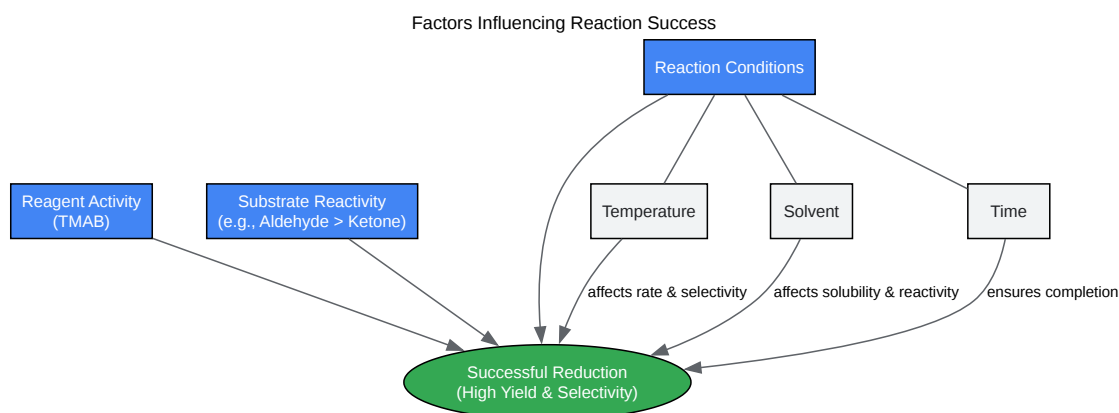 Factors Influencing Reaction Success
Reaction Conditions
Reagent Activity
(TMAB)
Substrate Reactivity
(e.g., Aldehyde > Ketone)
Temperature
Solvent
Time
affects rate & selectivity
affects solubility & reactivity
ensures completion
Successful Reduction
(High Yield & Selectivity)